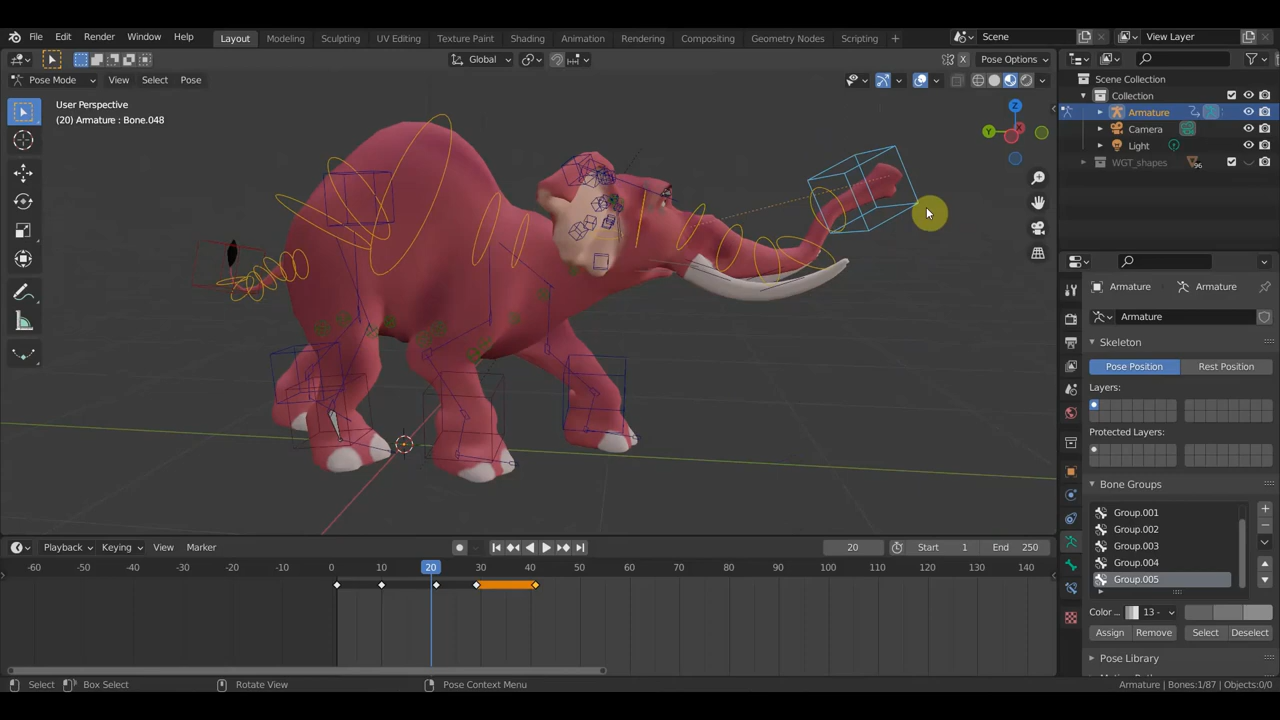 File Edit Render Window Help Layout Modeling Sculpting UV Editing Texture Paint Shading Animation Rendering Compositing Geometry Nodes Scripting + Scene View Layer
Global Pose Options
Pose Mode View Select Pose
User Perspective
(20) Armature : Bone.048
X
Y
Z
Scene Collection
Collection
Armature
Camera
Light
WGT_shapes 96
Armature Armature
Armature
Skeleton
Pose Position Rest Position
Layers:
Protected Layers:
Bone Groups
Group.001
Group.002
Group.003
Group.004
Group.005
Color ... 13 -
Assign Remove Select Deselect
Pose Library
Playback Keying View Marker 20 Start 1 End 250
-60 -50 -40 -30 -20 -10 0 10 20 30 40 50 60 70 80 90 100 110 120 130 140
Select Box Select Rotate View Pose Context Menu Armature | Bones:1/87 | Objects:0/0